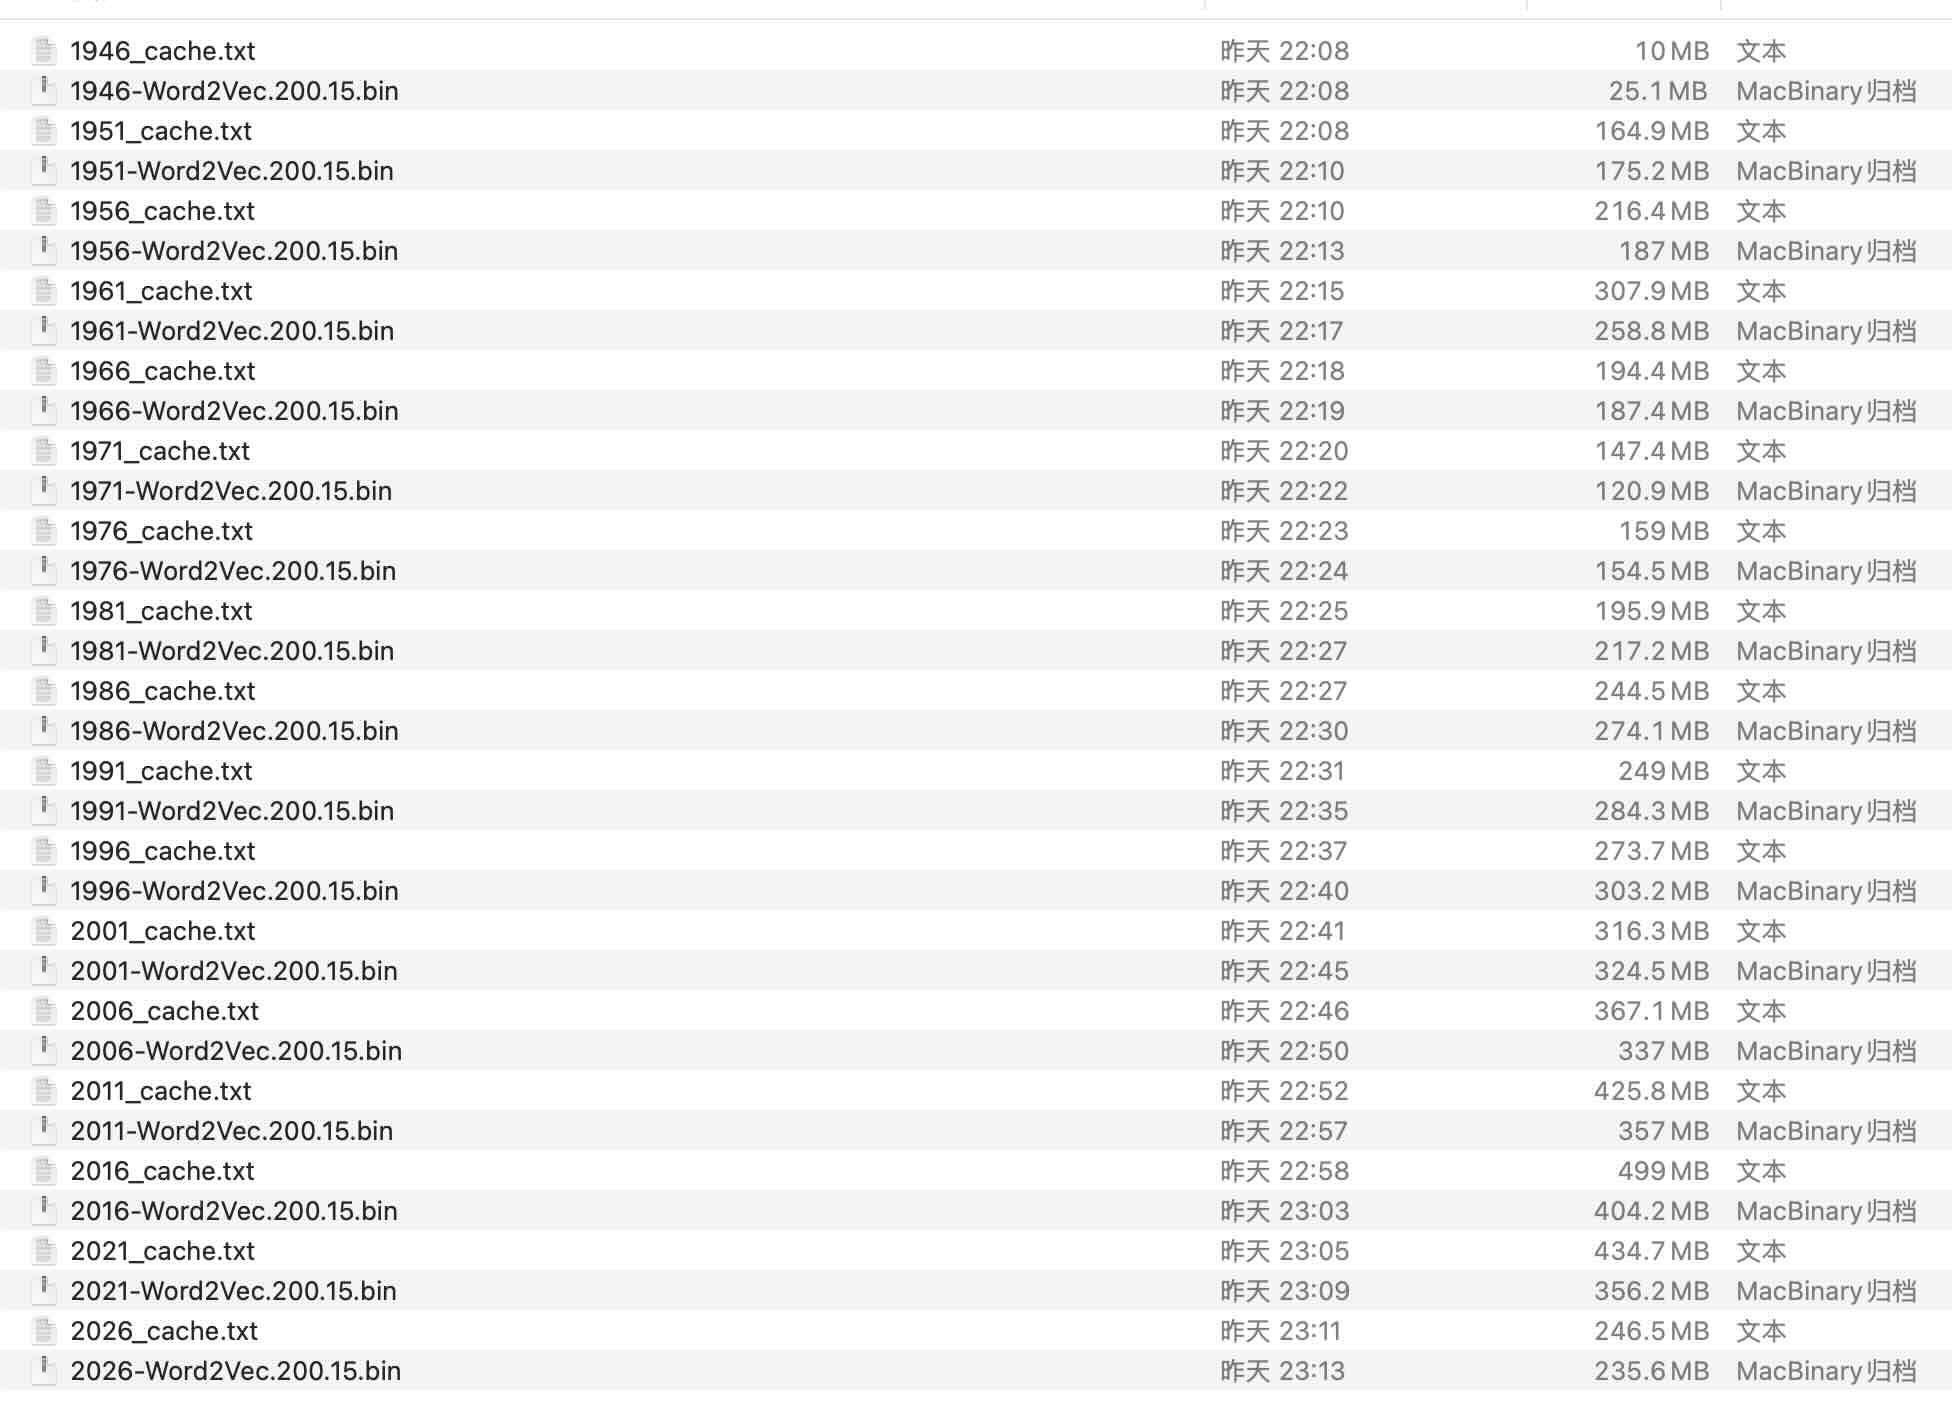 1946_cache.txt 昨天 22:08 10 MB 文本
1946-Word2Vec.200.15.bin 昨天 22:08 25.1 MB MacBinary归档
1951_cache.txt 昨天 22:08 164.9 MB 文本
1951-Word2Vec.200.15.bin 昨天 22:10 175.2 MB MacBinary归档
1956_cache.txt 昨天 22:10 216.4 MB 文本
1956-Word2Vec.200.15.bin 昨天 22:13 187 MB MacBinary归档
1961_cache.txt 昨天 22:15 307.9 MB 文本
1961-Word2Vec.200.15.bin 昨天 22:17 258.8 MB MacBinary归档
1966_cache.txt 昨天 22:18 194.4 MB 文本
1966-Word2Vec.200.15.bin 昨天 22:19 187.4 MB MacBinary归档
1971_cache.txt 昨天 22:20 147.4 MB 文本
1971-Word2Vec.200.15.bin 昨天 22:22 120.9 MB MacBinary归档
1976_cache.txt 昨天 22:23 159 MB 文本
1976-Word2Vec.200.15.bin 昨天 22:24 154.5 MB MacBinary归档
1981_cache.txt 昨天 22:25 195.9 MB 文本
1981-Word2Vec.200.15.bin 昨天 22:27 217.2 MB MacBinary归档
1986_cache.txt 昨天 22:27 244.5 MB 文本
1986-Word2Vec.200.15.bin 昨天 22:30 274.1 MB MacBinary归档
1991_cache.txt 昨天 22:31 249 MB 文本
1991-Word2Vec.200.15.bin 昨天 22:35 284.3 MB MacBinary归档
1996_cache.txt 昨天 22:37 273.7 MB 文本
1996-Word2Vec.200.15.bin 昨天 22:40 303.2 MB MacBinary归档
2001_cache.txt 昨天 22:41 316.3 MB 文本
2001-Word2Vec.200.15.bin 昨天 22:45 324.5 MB MacBinary归档
2006_cache.txt 昨天 22:46 367.1 MB 文本
2006-Word2Vec.200.15.bin 昨天 22:50 337 MB MacBinary归档
2011_cache.txt 昨天 22:52 425.8 MB 文本
2011-Word2Vec.200.15.bin 昨天 22:57 357 MB MacBinary归档
2016_cache.txt 昨天 22:58 499 MB 文本
2016-Word2Vec.200.15.bin 昨天 23:03 404.2 MB MacBinary归档
2021_cache.txt 昨天 23:05 434.7 MB 文本
2021-Word2Vec.200.15.bin 昨天 23:09 356.2 MB MacBinary归档
2026_cache.txt 昨天 23:11 246.5 MB 文本
2026-Word2Vec.200.15.bin 昨天 23:13 235.6 MB MacBinary归档